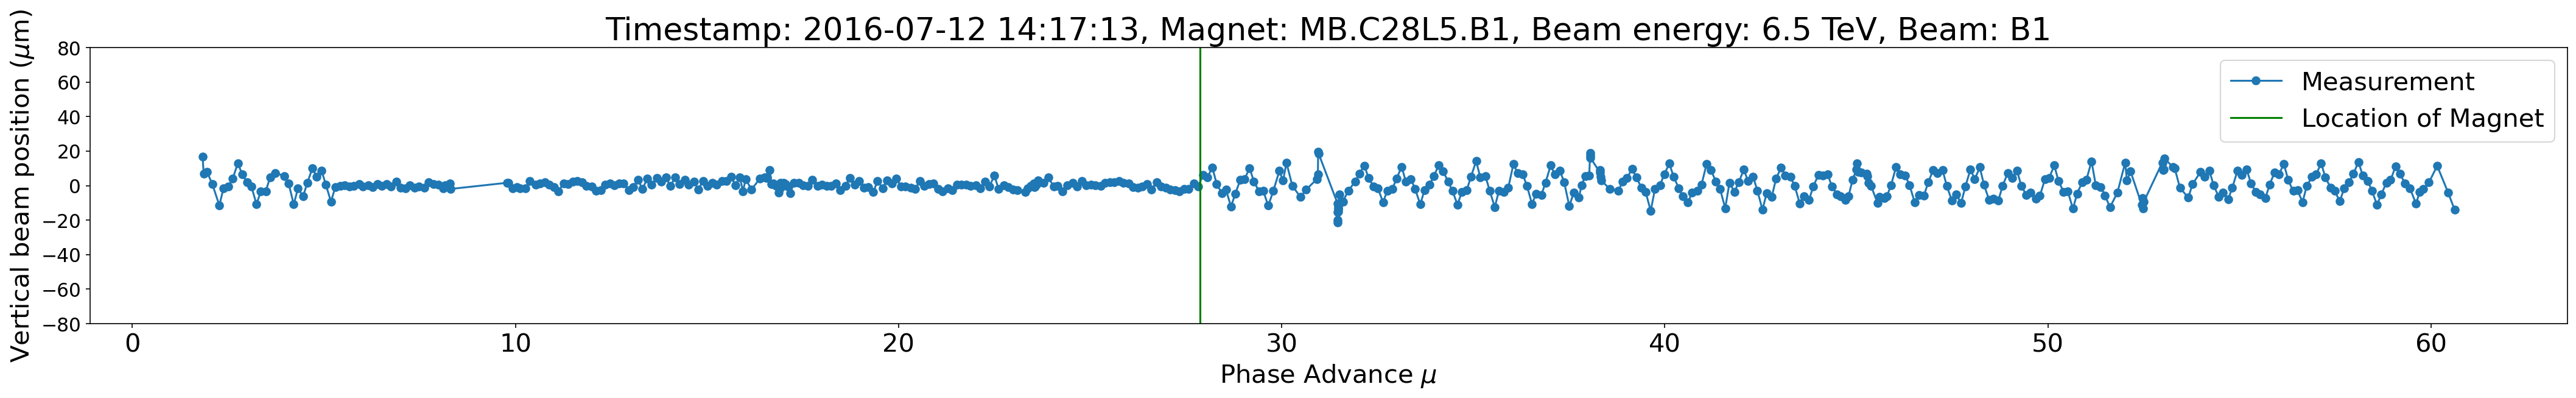 Timestamp: 2016-07-12 14:17:13, Magnet: MB.C28L5.B1, Beam energy: 6.5 TeV, Beam: B1
Vertical beam position (μm)
80
60
40
20
0
−20
−40
−60
−80
Measurement
Location of Magnet
0 10 20 30 40 50 60
Phase Advance μ